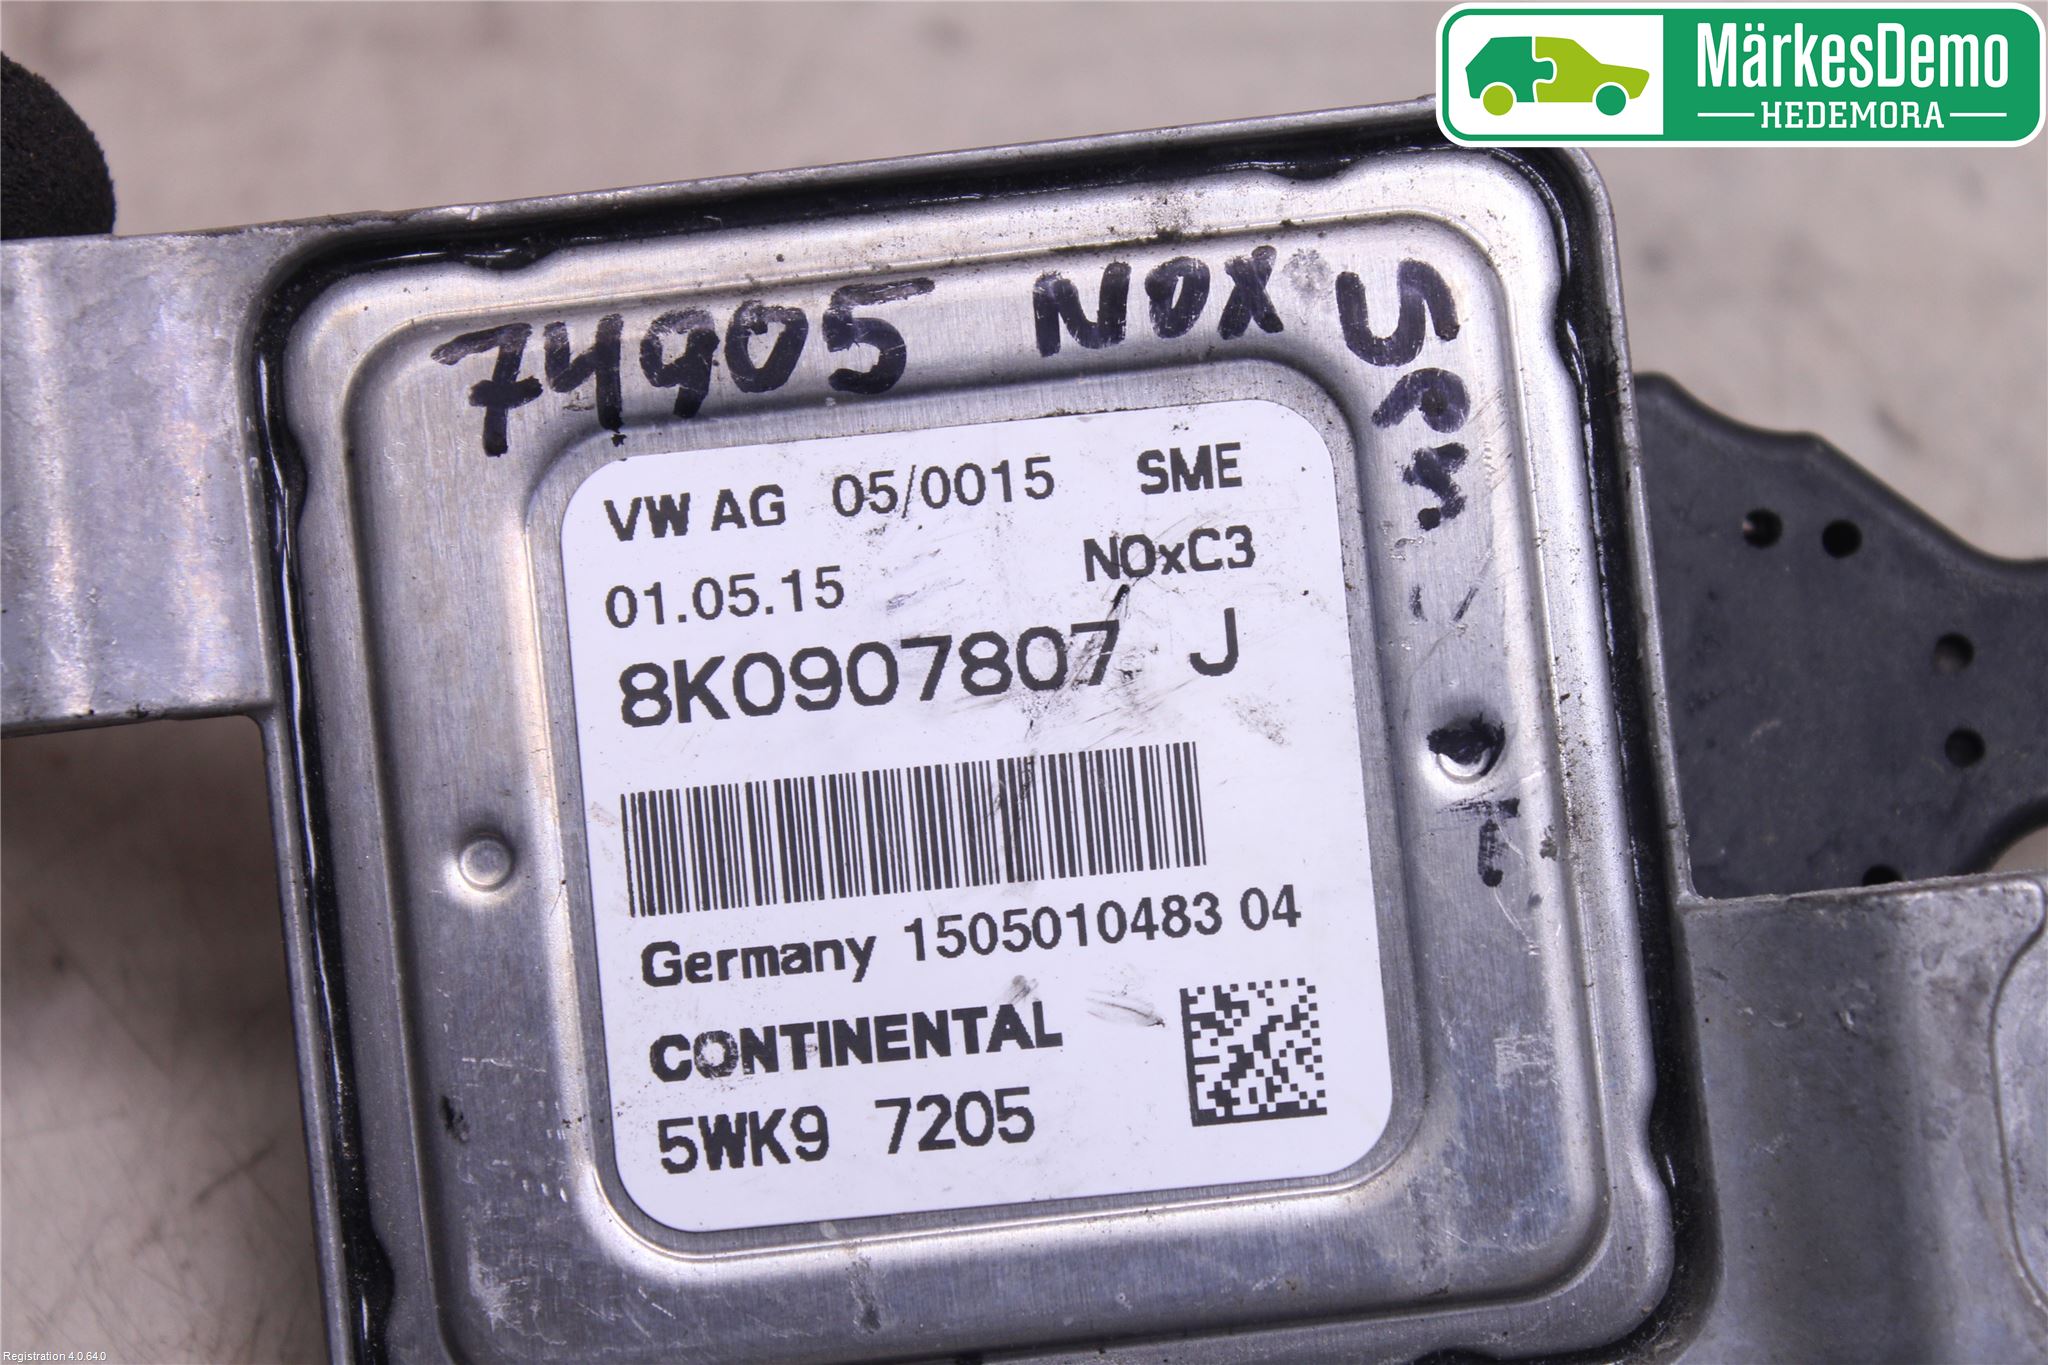 MärkesDemo
HEDEMORA
74905 NOX
VW AG 05/0015 SME
01.05.15 NOxC3
8K0907807 J
Germany 1505010483 04
CONTINENTAL
5WK9 7205
Registration 4.0.64.0